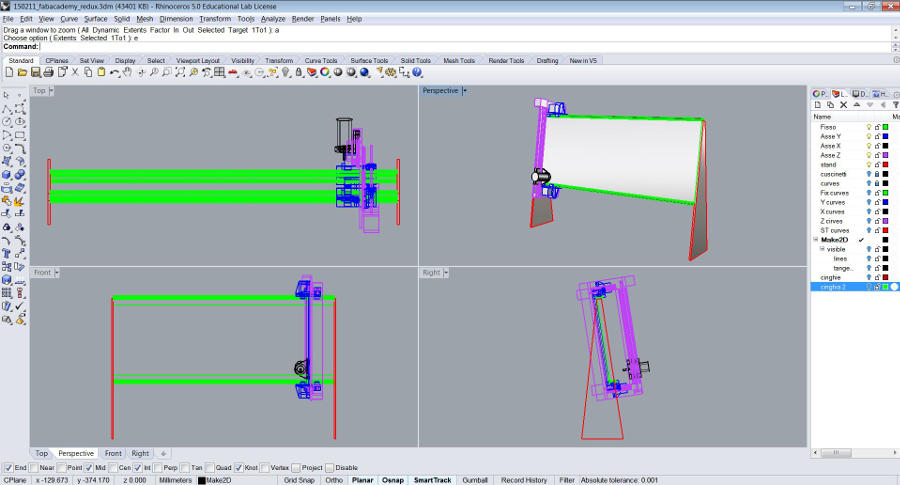 150211_fabacademy_redux.3dm (43401 KB) - Rhinoceros 5.0 Educational Lab License
File Edit View Curve Surface Solid Mesh Dimension Transform Tools Analyze Render Panels Help
Drag a window to zoom ( All Dynamic Extents Factor In Out Selected Target 1To1 ): a
Choose option ( Extents Selected 1To1 ): e
Command:
Standard CPlanes Set View Display Select Viewport Layout Visibility Transform Curve Tools Surface Tools Solid Tools Mesh Tools Render Tools Drafting New in V5
Top
Perspective
P... L... D... H...
Name Ma
Fisso
Asse Y
Asse X
Asse Z
stand
cuscinetti
curves
Fix curves
Y curves
X curves
Z cirves
ST curves
Make2D
visible
lines
tange...
cinghie
cinghie 2
Front
Right
Top Perspective Front Right
End Near Point Mid Cen Int Perp Tan Quad Knot Vertex Project Disable
CPlane x -129.673 y -374.170 z 0.000 Millimeters Make2D Grid Snap Ortho Planar Osnap SmartTrack Gumball Record History Filter Absolute tolerance: 0.001